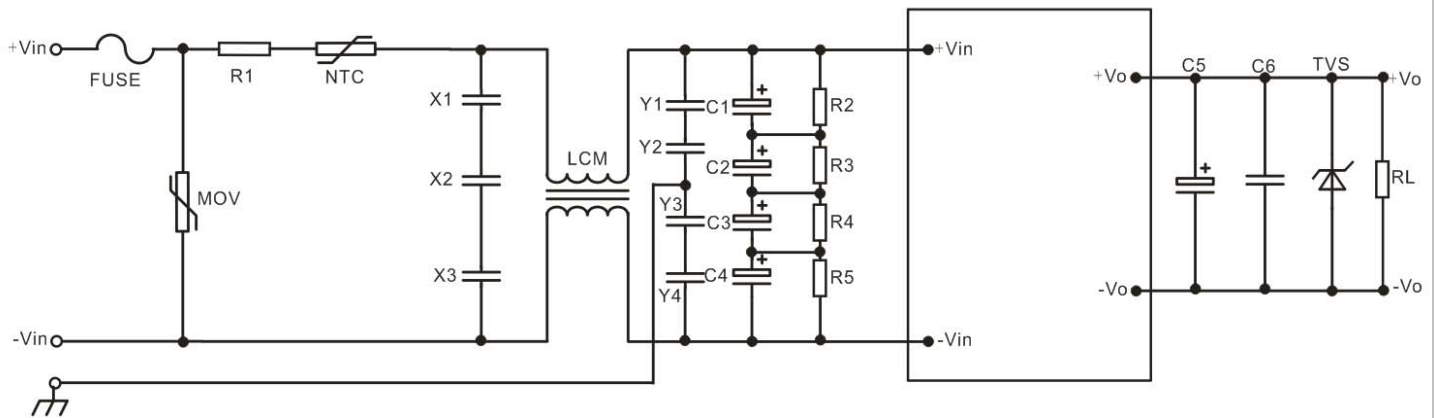 +Vin
FUSE
R1
NTC
MOV
X1
X2
X3
LCM
Y1
Y2
Y3
Y4
C1
+
C2
+
C3
+
C4
+
R2
R3
R4
R5
+Vin
-Vin
+Vo
-Vo
C5
+
C6
TVS
RL
+Vo
-Vo
-Vin